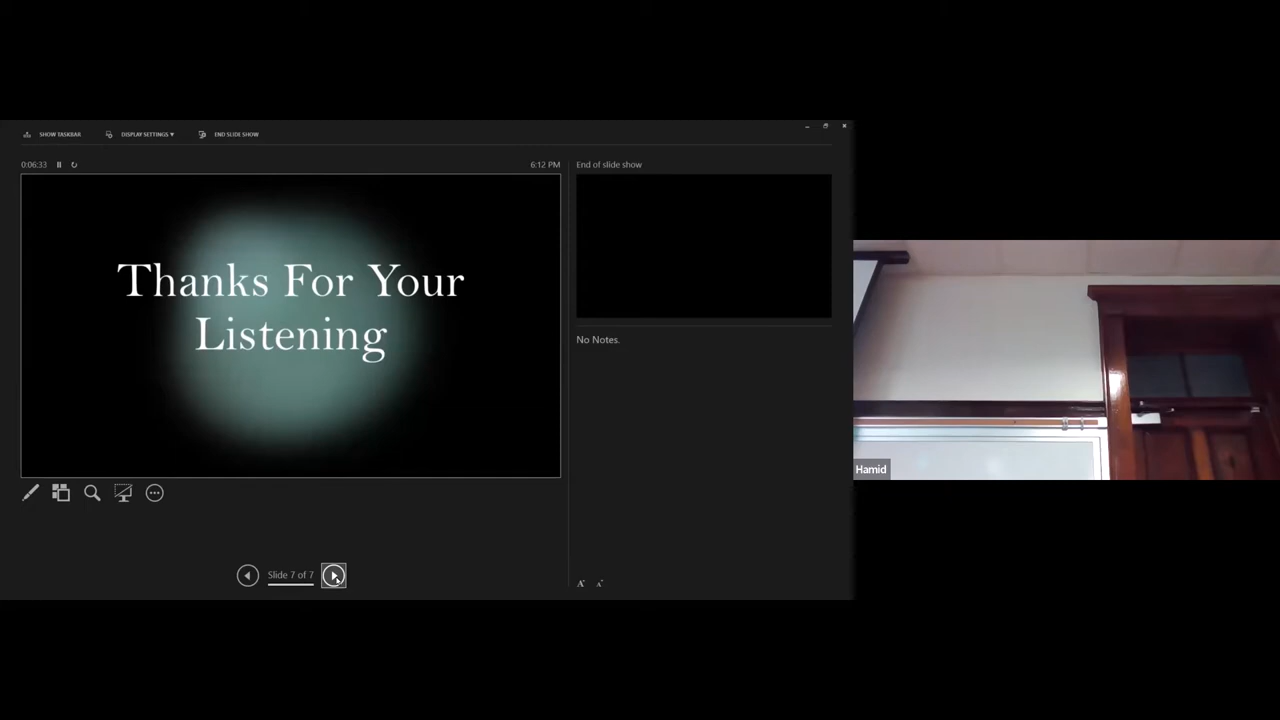 SHOW TASKBAR
DISPLAY SETTINGS ▾
END SLIDE SHOW
0:06:33
6:12 PM
Thanks For Your
Listening
Slide 7 of 7
End of slide show
No Notes.
A
A
Hamid